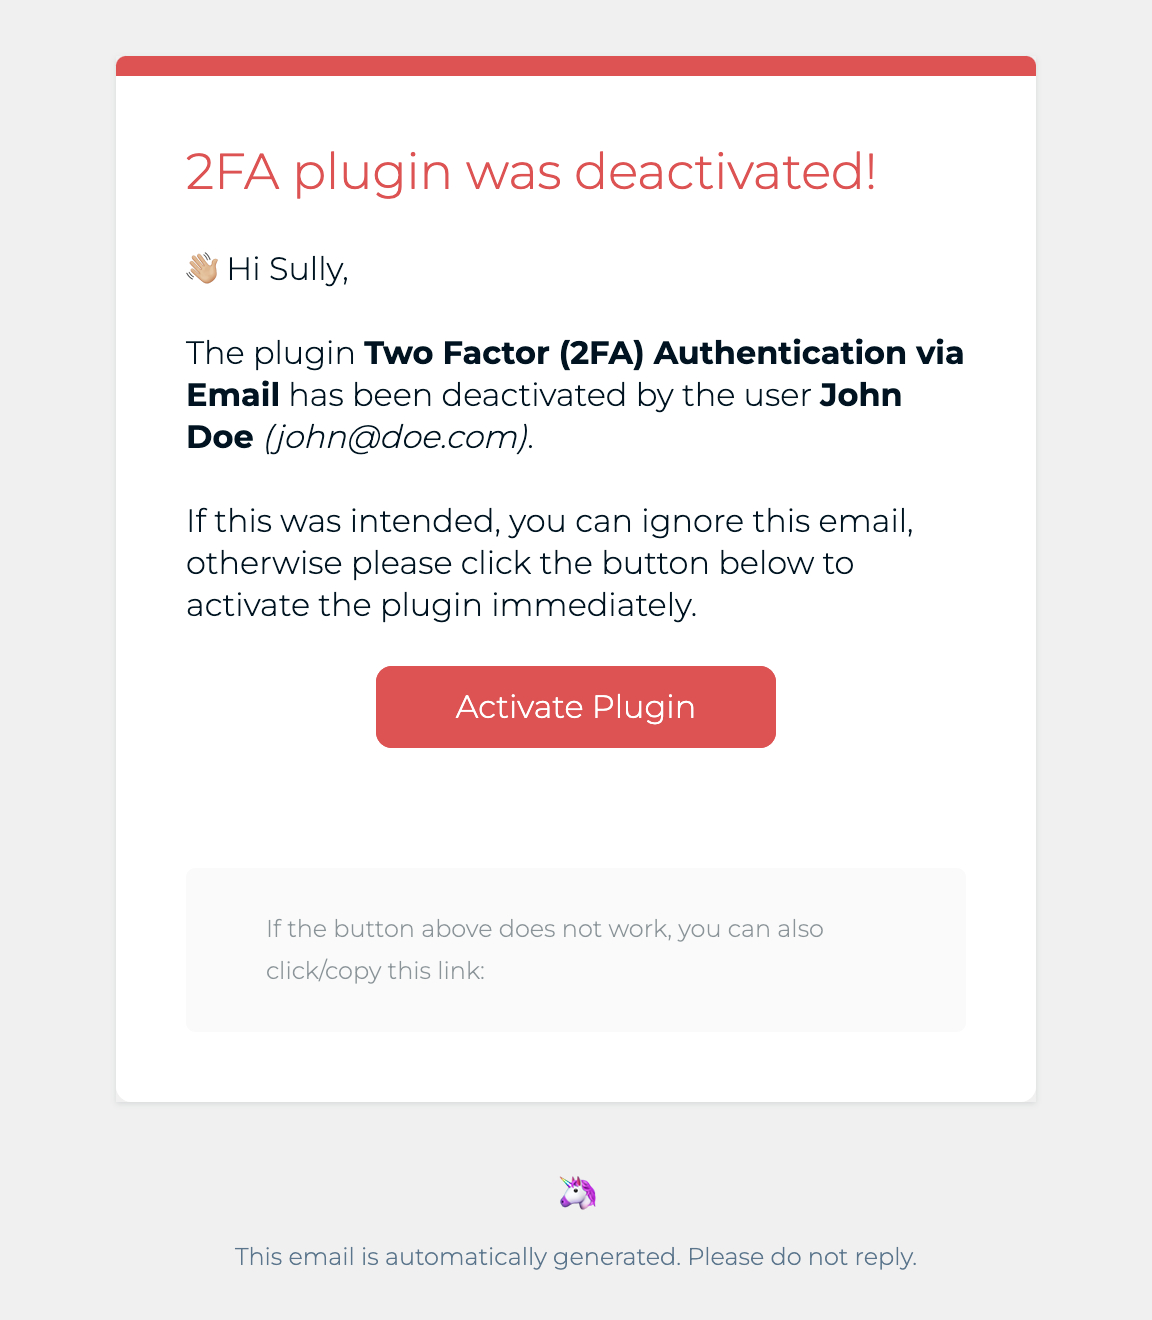 2FA plugin was deactivated!
👋🏼 Hi Sully,
The plugin Two Factor (2FA) Authentication via
Email has been deactivated by the user John
Doe (john@doe.com).
If this was intended, you can ignore this email,
otherwise please click the button below to
activate the plugin immediately.
Activate Plugin
If the button above does not work, you can also
click/copy this link:
🦄
This email is automatically generated. Please do not reply.